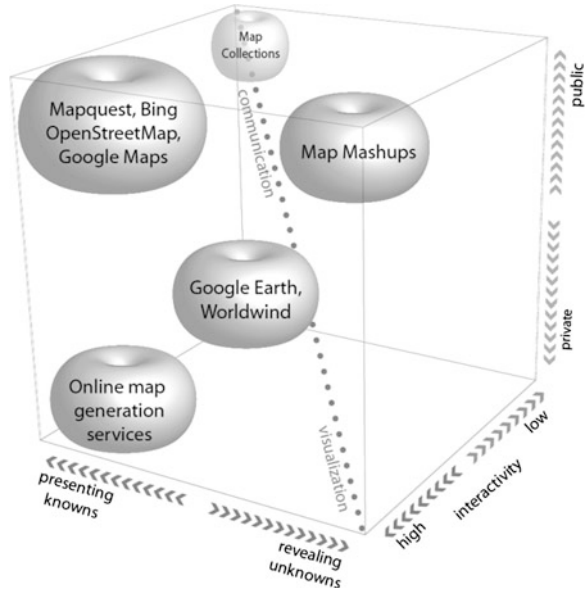 Map
Collections
Mapquest, Bing
OpenStreetMap,
Google Maps
communication
Map Mashups
public
Google Earth,
Worldwind
private
Online map
generation
services
visualization
low
interactivity
high
presenting
knowns
revealing
unknowns